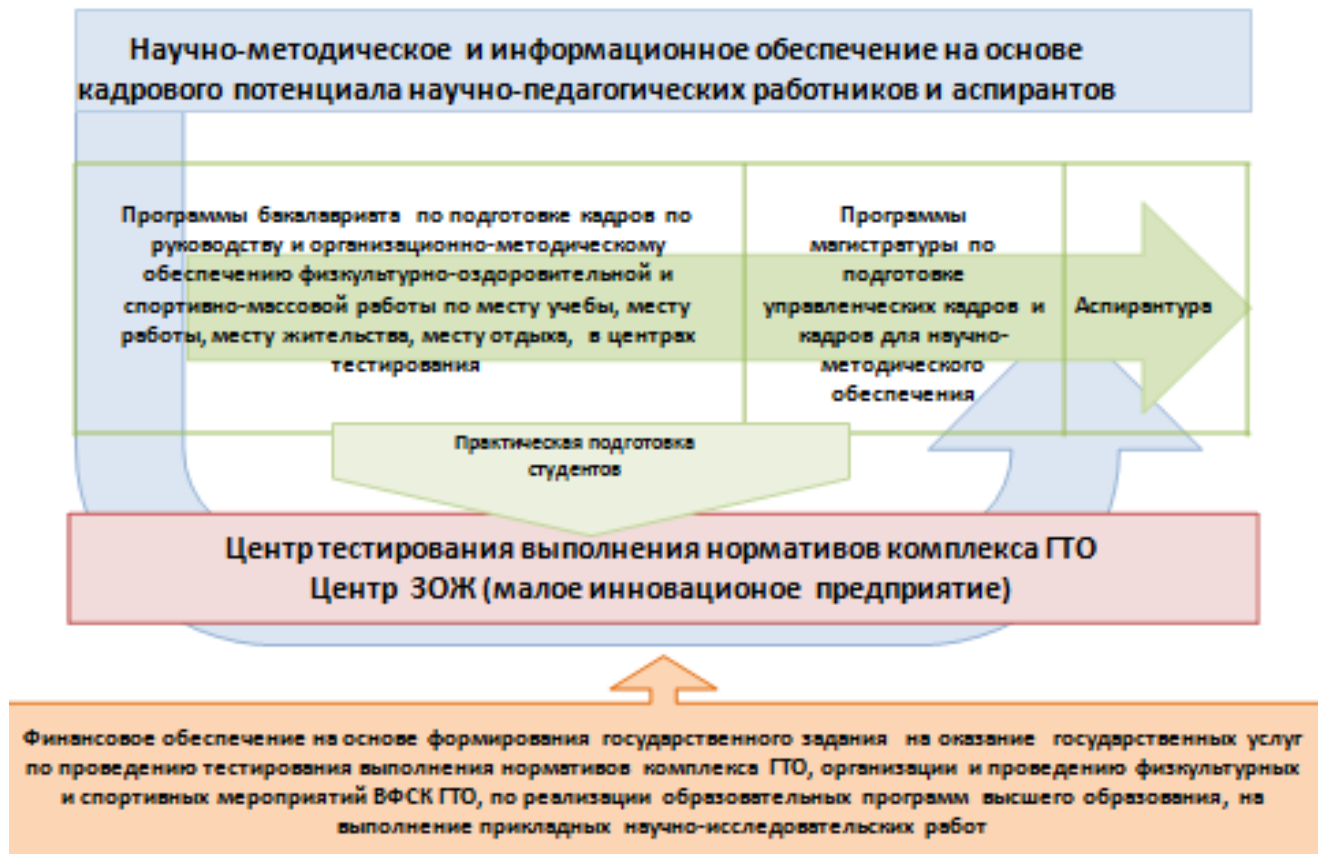 Научно-методическое и информационное обеспечение на основе
кадрового потенциала научно-педагогических работников и аспирантов
Программы бакалавриата по подготовке кадров по
руководству и организационно-методическому
обеспечению физкультурно-оздоровительной и
спортивно-массовой работы по месту учебы, месту
работы, месту жительства, месту отдыха, в центрах
тестирования
Программы
магистратуры по
подготовке
управленческих кадров и
кадров для научно-
методического
обеспечения
Аспирантура
Практическая подготовка
студентов
Центр тестирования выполнения нормативов комплекса ГТО
Центр ЗОЖ (малое инновационое предприятие)
Финансовое обеспечение на основе формирования государственного задания на оказание государственных услуг
по проведению тестирования выполнения нормативов комплекса ГТО, организации и проведению физкультурных
и спортивных мероприятий ВФСК ГТО, по реализации образовательных программ высшего образования, на
выполнение прикладных научно-исследовательских работ